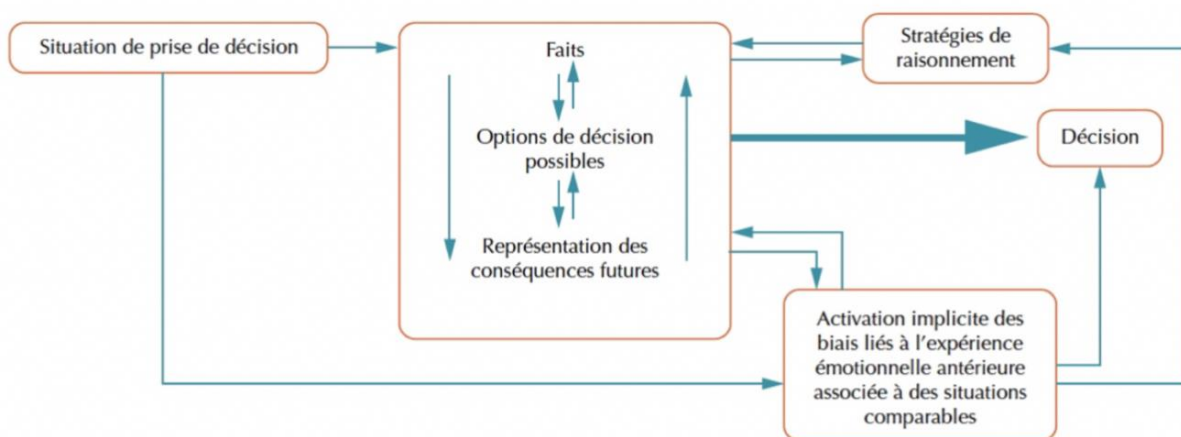 Situation de prise de décision
Faits
Options de décision
possibles
Représentation des
conséquences futures
Stratégies de
raisonnement
Décision
Activation implicite des
biais liés à l'expérience
émotionnelle antérieure
associée à des situations
comparables